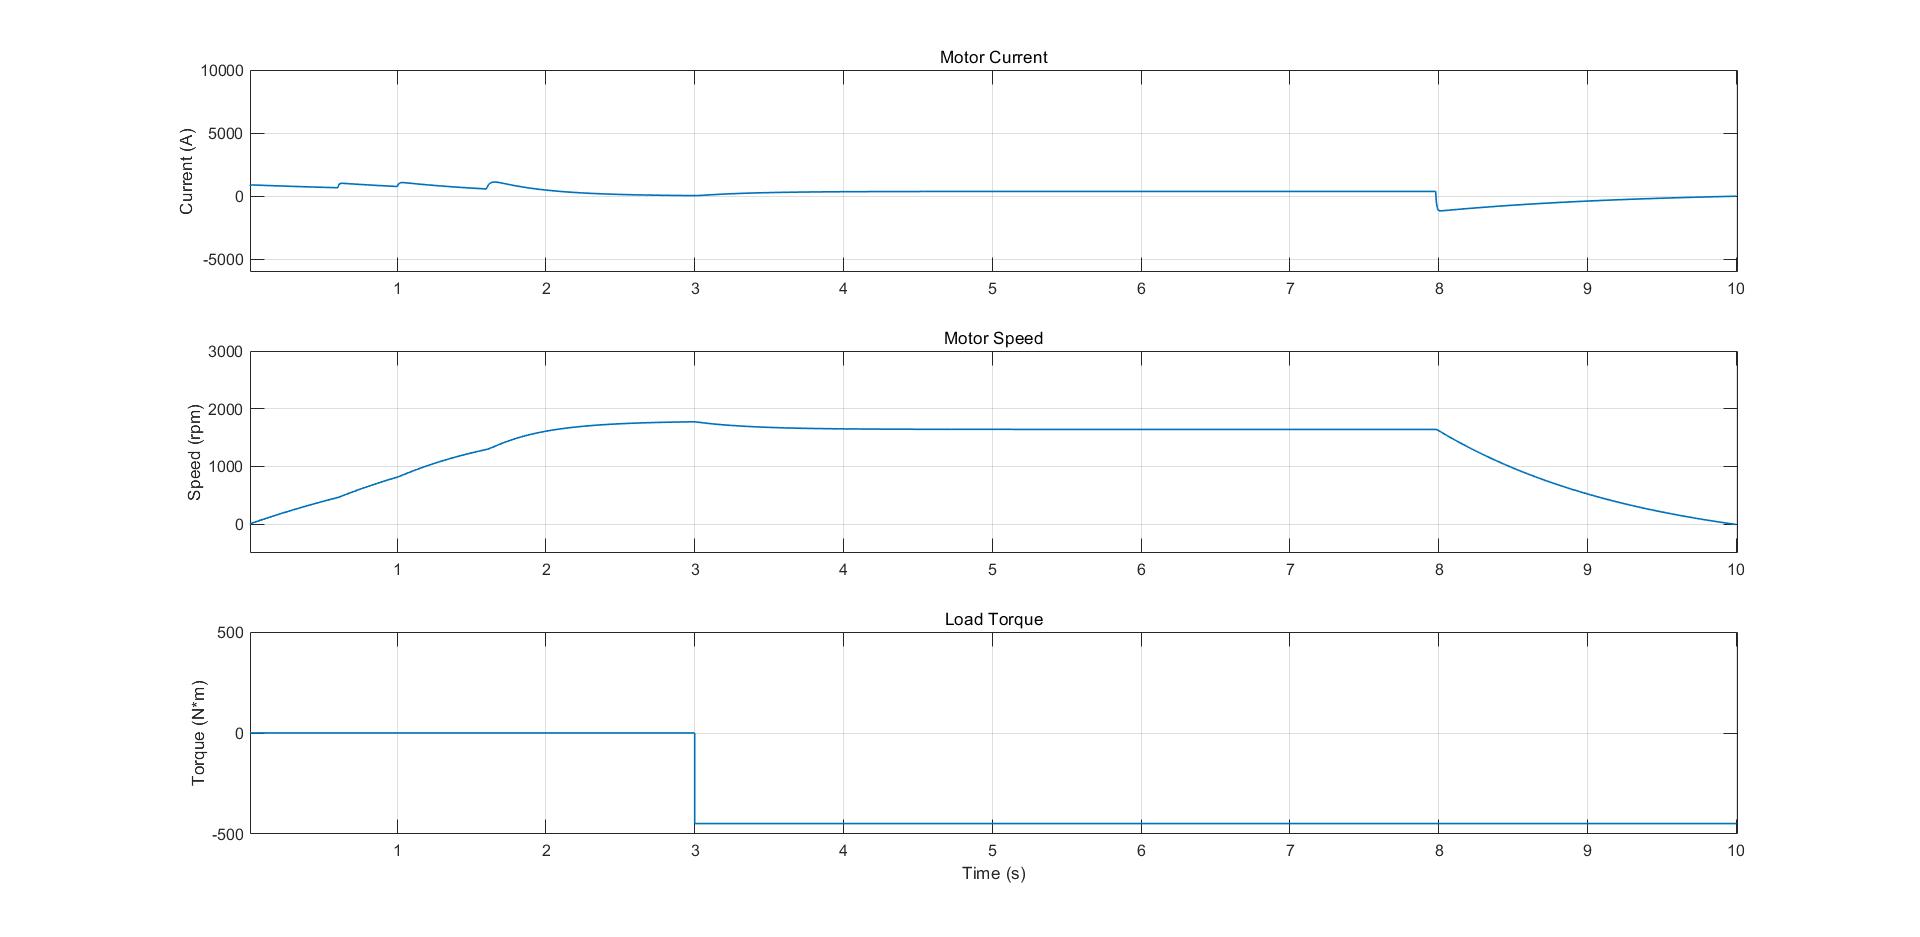 Motor Current
10000
5000
0
-5000
Current (A)
1 2 3 4 5 6 7 8 9 10
Motor Speed
3000
2000
1000
0
Speed (rpm)
1 2 3 4 5 6 7 8 9 10
Load Torque
500
0
-500
Torque (N*m)
1 2 3 4 5 6 7 8 9 10
Time (s)